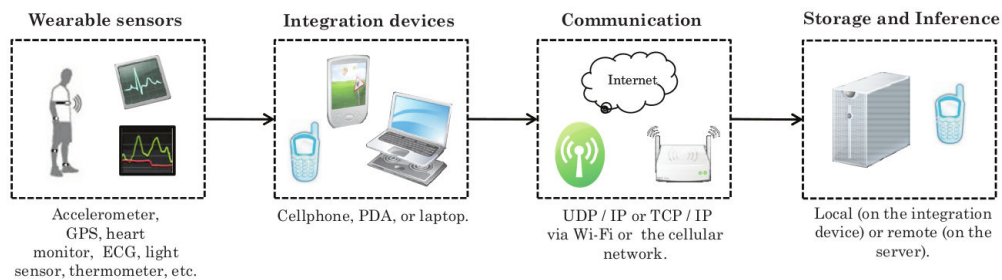 Wearable sensors
Integration devices
Communication
Storage and Inference
Internet
Accelerometer,
GPS, heart
monitor, ECG, light
sensor, thermometer, etc.
Cellphone, PDA, or laptop.
UDP / IP or TCP / IP
via Wi-Fi or the cellular
network.
Local (on the integration
device) or remote (on the
server).